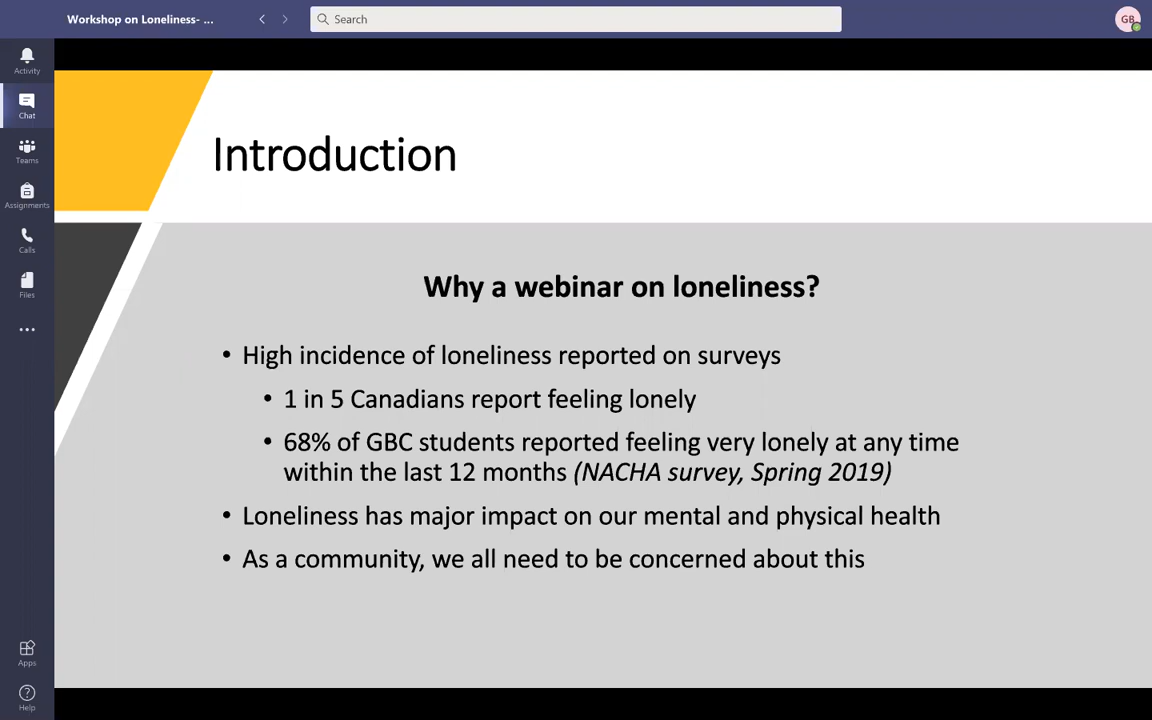 Workshop on Loneliness- ...
Search
GB
Activity
Chat
Teams
Assignments
Calls
Files
Apps
Help
Introduction
Why a webinar on loneliness?
• High incidence of loneliness reported on surveys
• 1 in 5 Canadians report feeling lonely
• 68% of GBC students reported feeling very lonely at any time
within the last 12 months (NACHA survey, Spring 2019)
• Loneliness has major impact on our mental and physical health
• As a community, we all need to be concerned about this